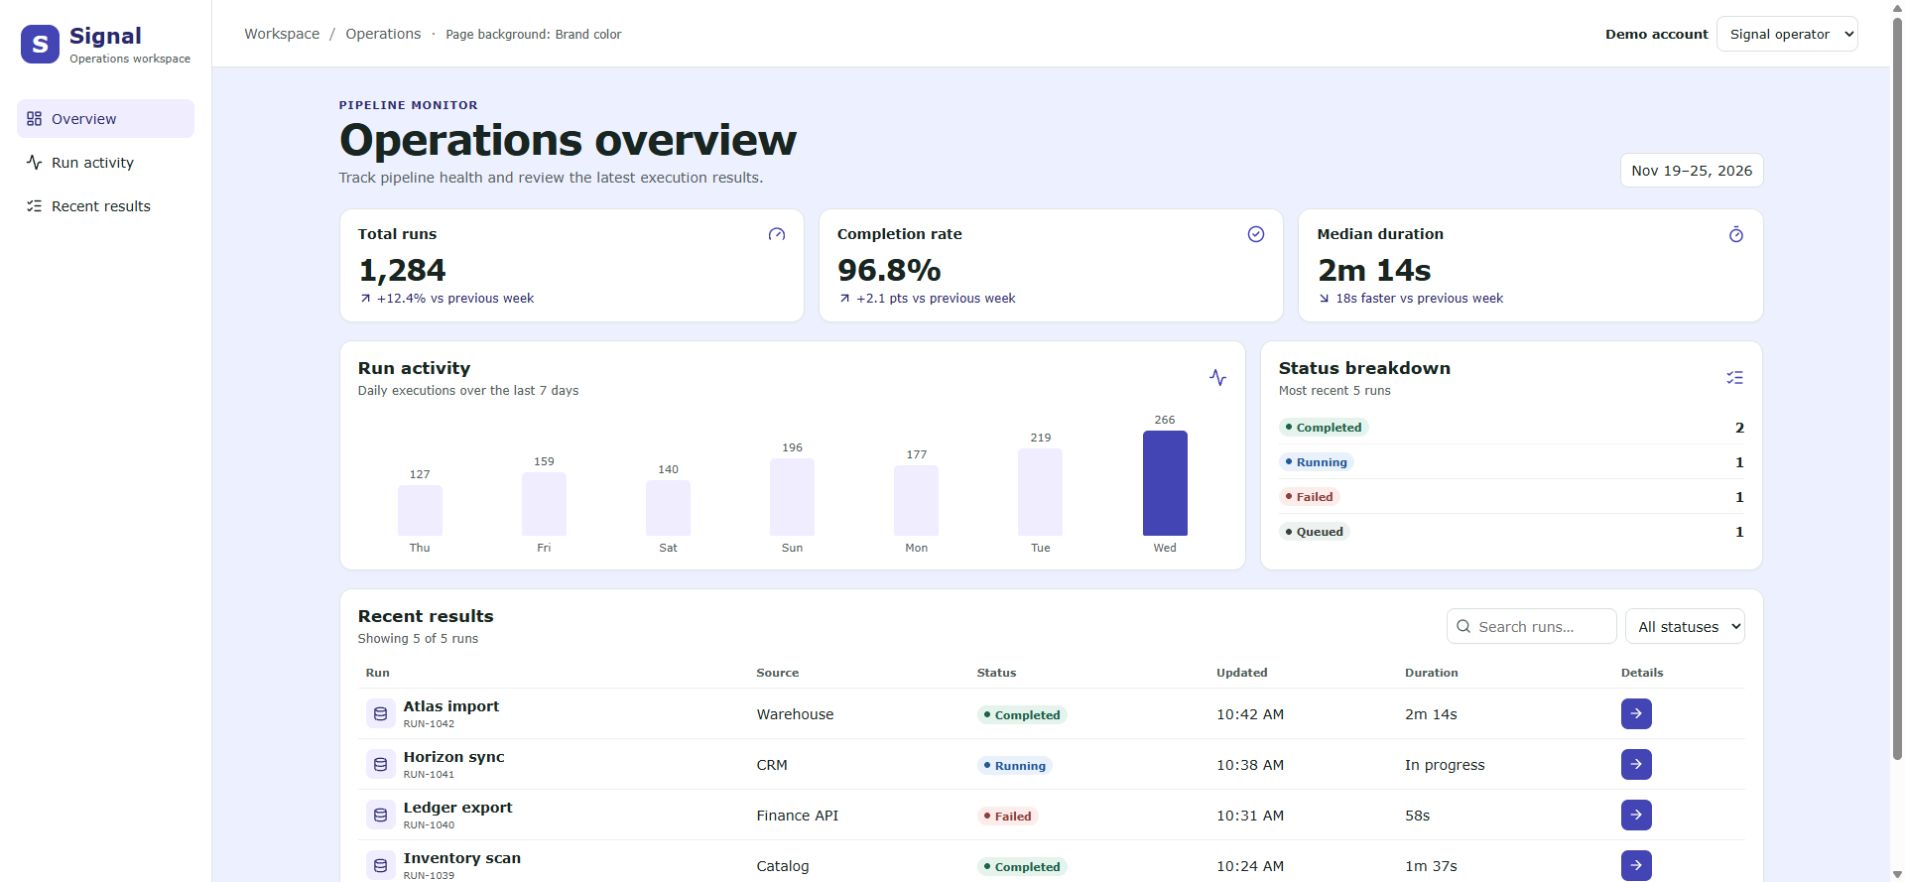 S
Signal
Operations workspace
Overview
Run activity
Recent results
Workspace / Operations · Page background: Brand color
Demo account
Signal operator
PIPELINE MONITOR
Operations overview
Track pipeline health and review the latest execution results.
Nov 19–25, 2026
Total runs
1,284
+12.4% vs previous week
Completion rate
96.8%
+2.1 pts vs previous week
Median duration
2m 14s
18s faster vs previous week
Run activity
Daily executions over the last 7 days
127
159
140
196
177
219
266
Thu
Fri
Sat
Sun
Mon
Tue
Wed
Status breakdown
Most recent 5 runs
Completed 2
Running 1
Failed 1
Queued 1
Recent results
Showing 5 of 5 runs
Search runs...
All statuses
Run Source Status Updated Duration Details
Atlas import
RUN-1042
Warehouse Completed 10:42 AM 2m 14s
Horizon sync
RUN-1041
CRM Running 10:38 AM In progress
Ledger export
RUN-1040
Finance API Failed 10:31 AM 58s
Inventory scan
RUN-1039
Catalog Completed 10:24 AM 1m 37s